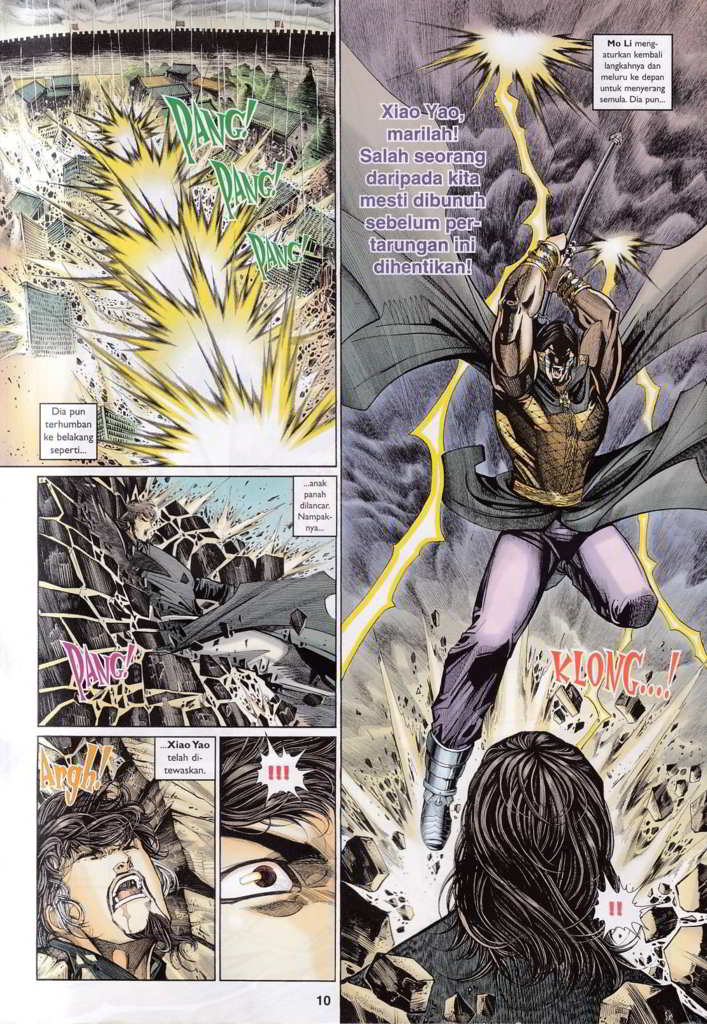 PANG!
PANG!
PANG!
Dia pun
terhumban
ke belakang
seperti...
...anak
panah
dilancar.
Nampak-
nya...
PANG!
Argh!
...Xiao Yao
telah di-
tewaskan.
!!!
Mo Li meng-
aturkan kembali
langkahnya dan
meluru ke depan
untuk menyerang
semula. Dia pun...
Xiao Yao,
marilah!
Salah seorang
daripada kita
mesti dibunuh
sebelum per-
tarungan ini
dihentikan!
KLONG...!
!!
10